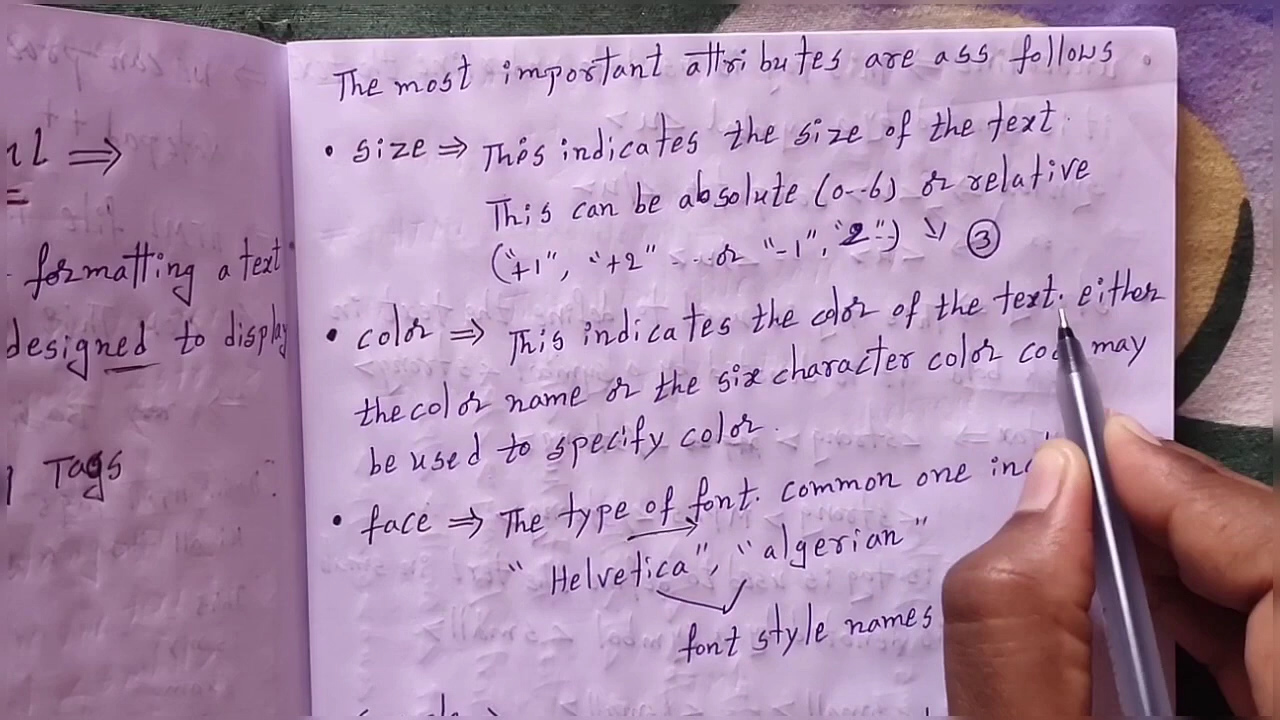 The most important attributes are ass follows
• size ⇒ This indicates the size of the text.
This can be absolute (0--6) or relative
("+1", "+2" --- or "-1", "2"--) ③
• color ⇒ This indicates the color of the text. either
the color name or the six character color may
be used to specify color.
• face ⇒ The type of font. common one
"Helvetica", "algerian"
font style names
⇒
formatting a text
designed to display
Tags